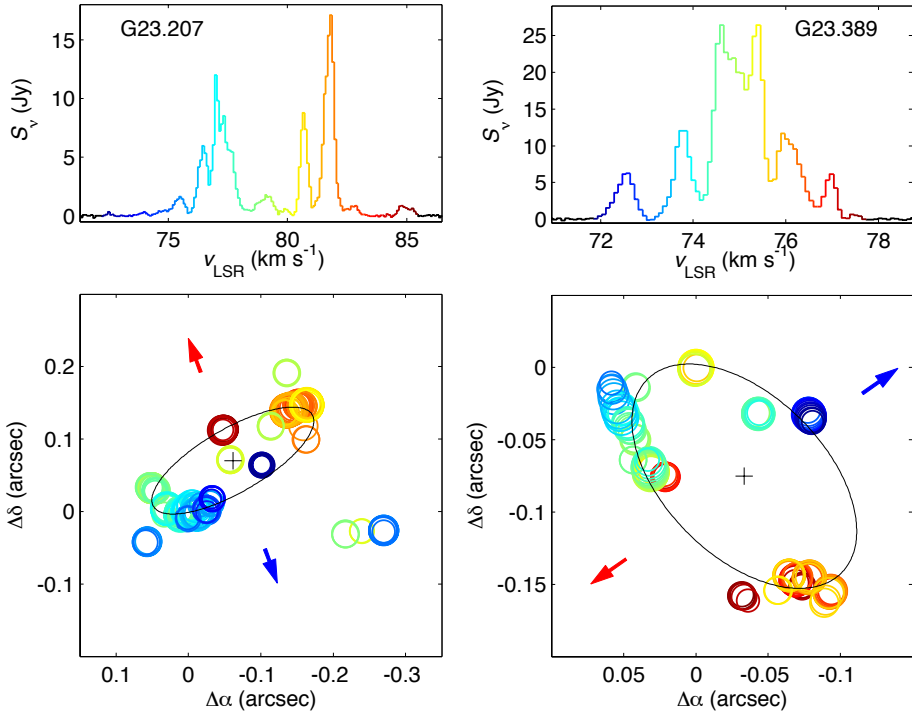 G23.207
15
10
5
0
S_ν (Jy)
75 80 85
v_LSR (km s⁻¹)
G23.389
25
20
15
10
5
0
S_ν (Jy)
72 74 76 78
v_LSR (km s⁻¹)
0.2
0.1
0
-0.1
Δδ (arcsec)
0.1 0 -0.1 -0.2 -0.3
Δα (arcsec)
0
-0.05
-0.1
-0.15
Δδ (arcsec)
0.05 0 -0.05 -0.1
Δα (arcsec)